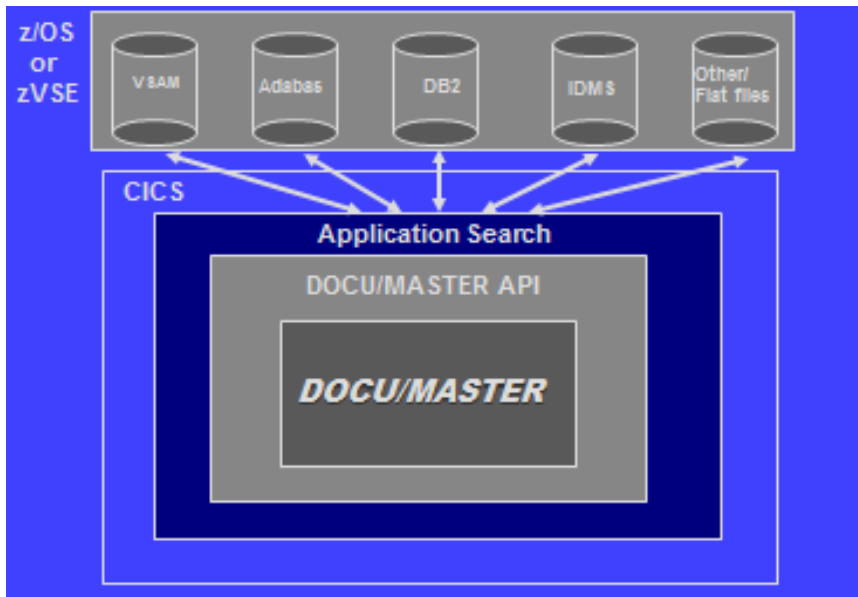 z/OS
or
zVSE
VSAM
Adabas
DB2
IDMS
Other/
Flat files
CICS
Application Search
DOCU/MASTER API
DOCU/MASTER